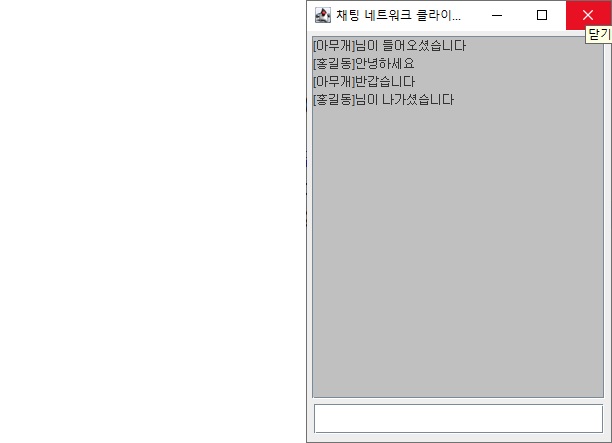 채팅 네트워크 클라이...
닫기
[아무개]님이 들어오셨습니다
[홍길동]안녕하세요
[아무개]반갑습니다
[홍길동]님이 나가셨습니다